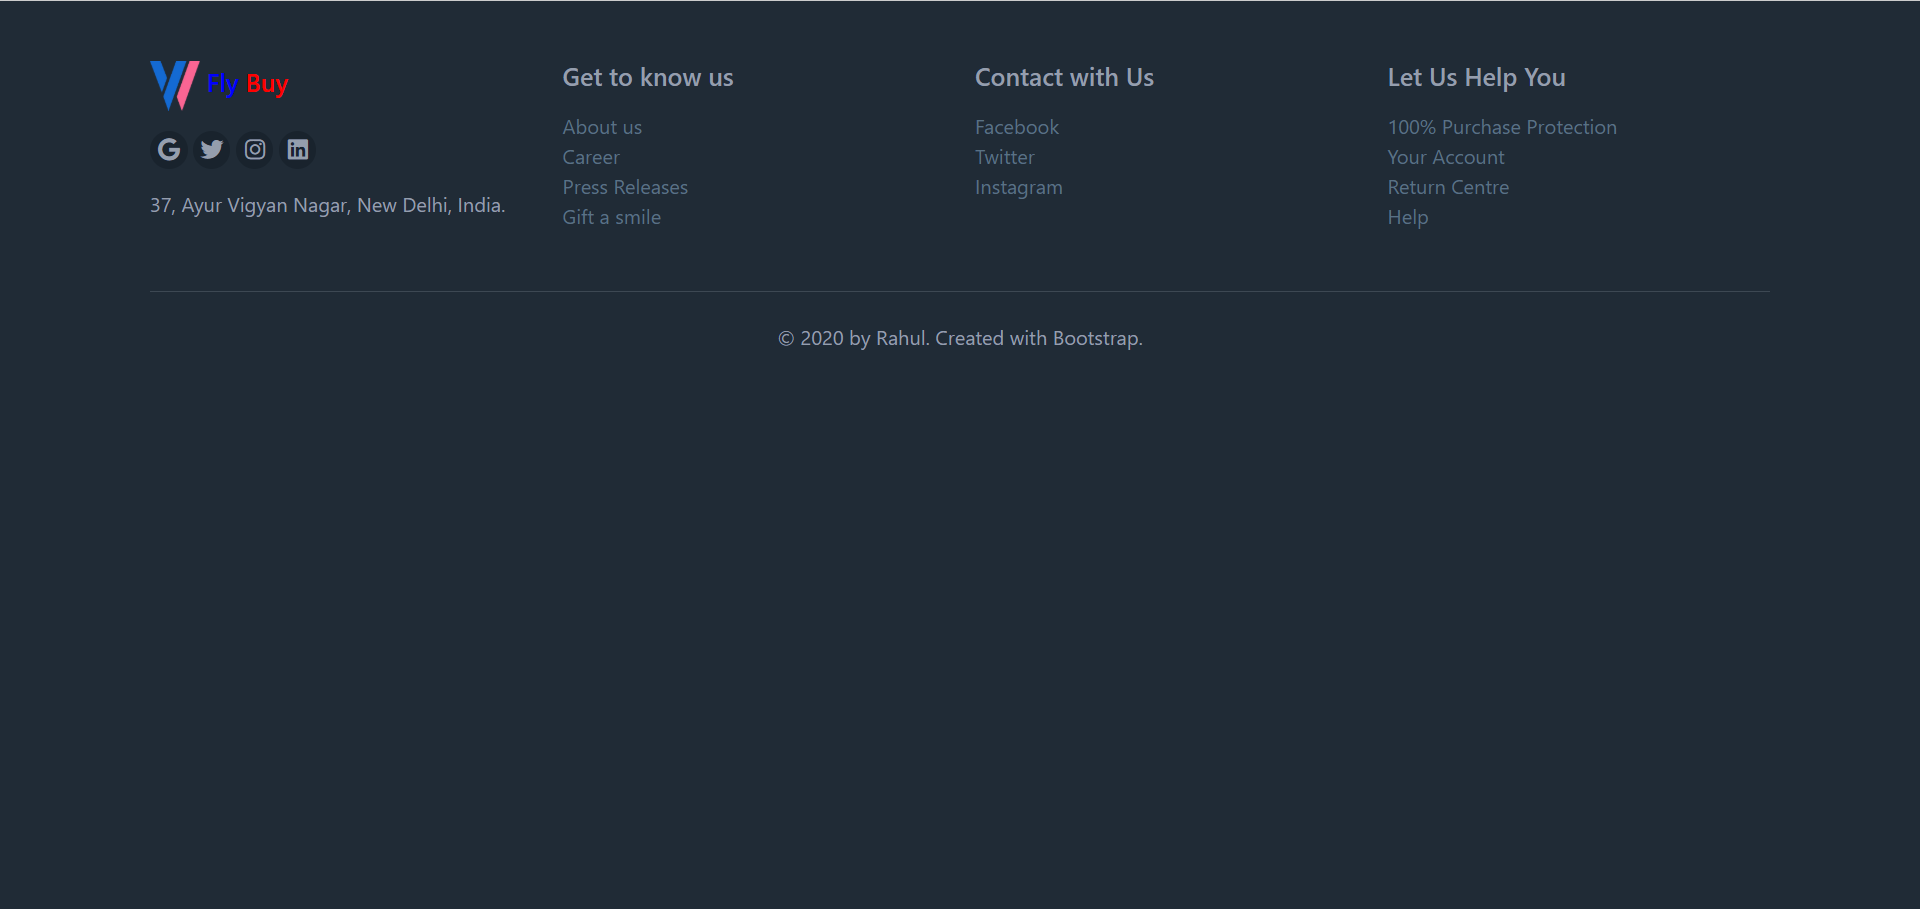 Fly Buy
37, Ayur Vigyan Nagar, New Delhi, India.
Get to know us
About us
Career
Press Releases
Gift a smile
Contact with Us
Facebook
Twitter
Instagram
Let Us Help You
100% Purchase Protection
Your Account
Return Centre
Help
© 2020 by Rahul. Created with Bootstrap.